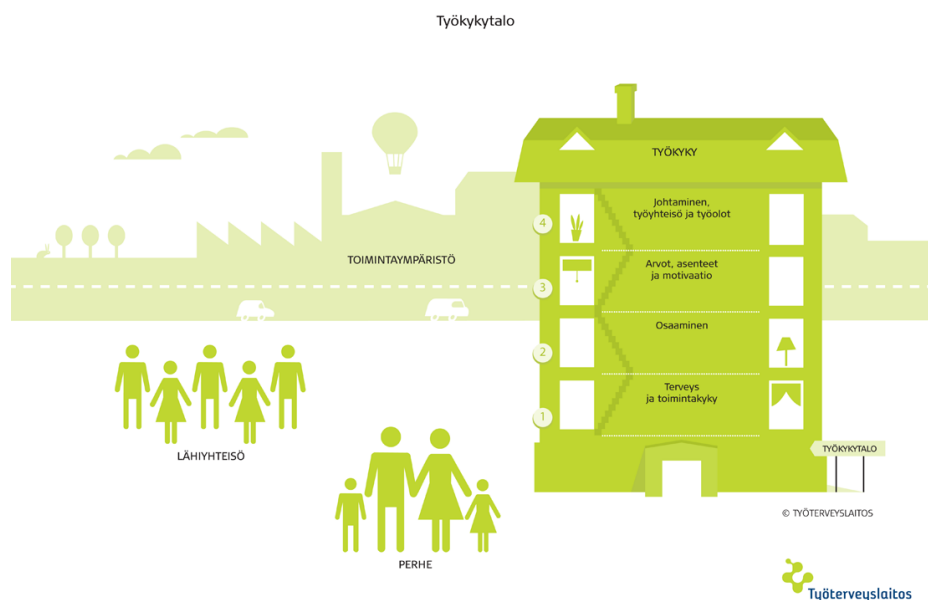 Työkykytalo
TYÖKYKY
Johtaminen,
työyhteisö ja työolot
4
TOIMINTAYMPÄRISTÖ
Arvot, asenteet
ja motivaatio
3
Osaaminen
2
Terveys
ja toimintakyky
1
LÄHIYHTEISÖ
TYÖKYKYTALO
© TYÖTERVEYSLAITOS
PERHE
Työterveyslaitos